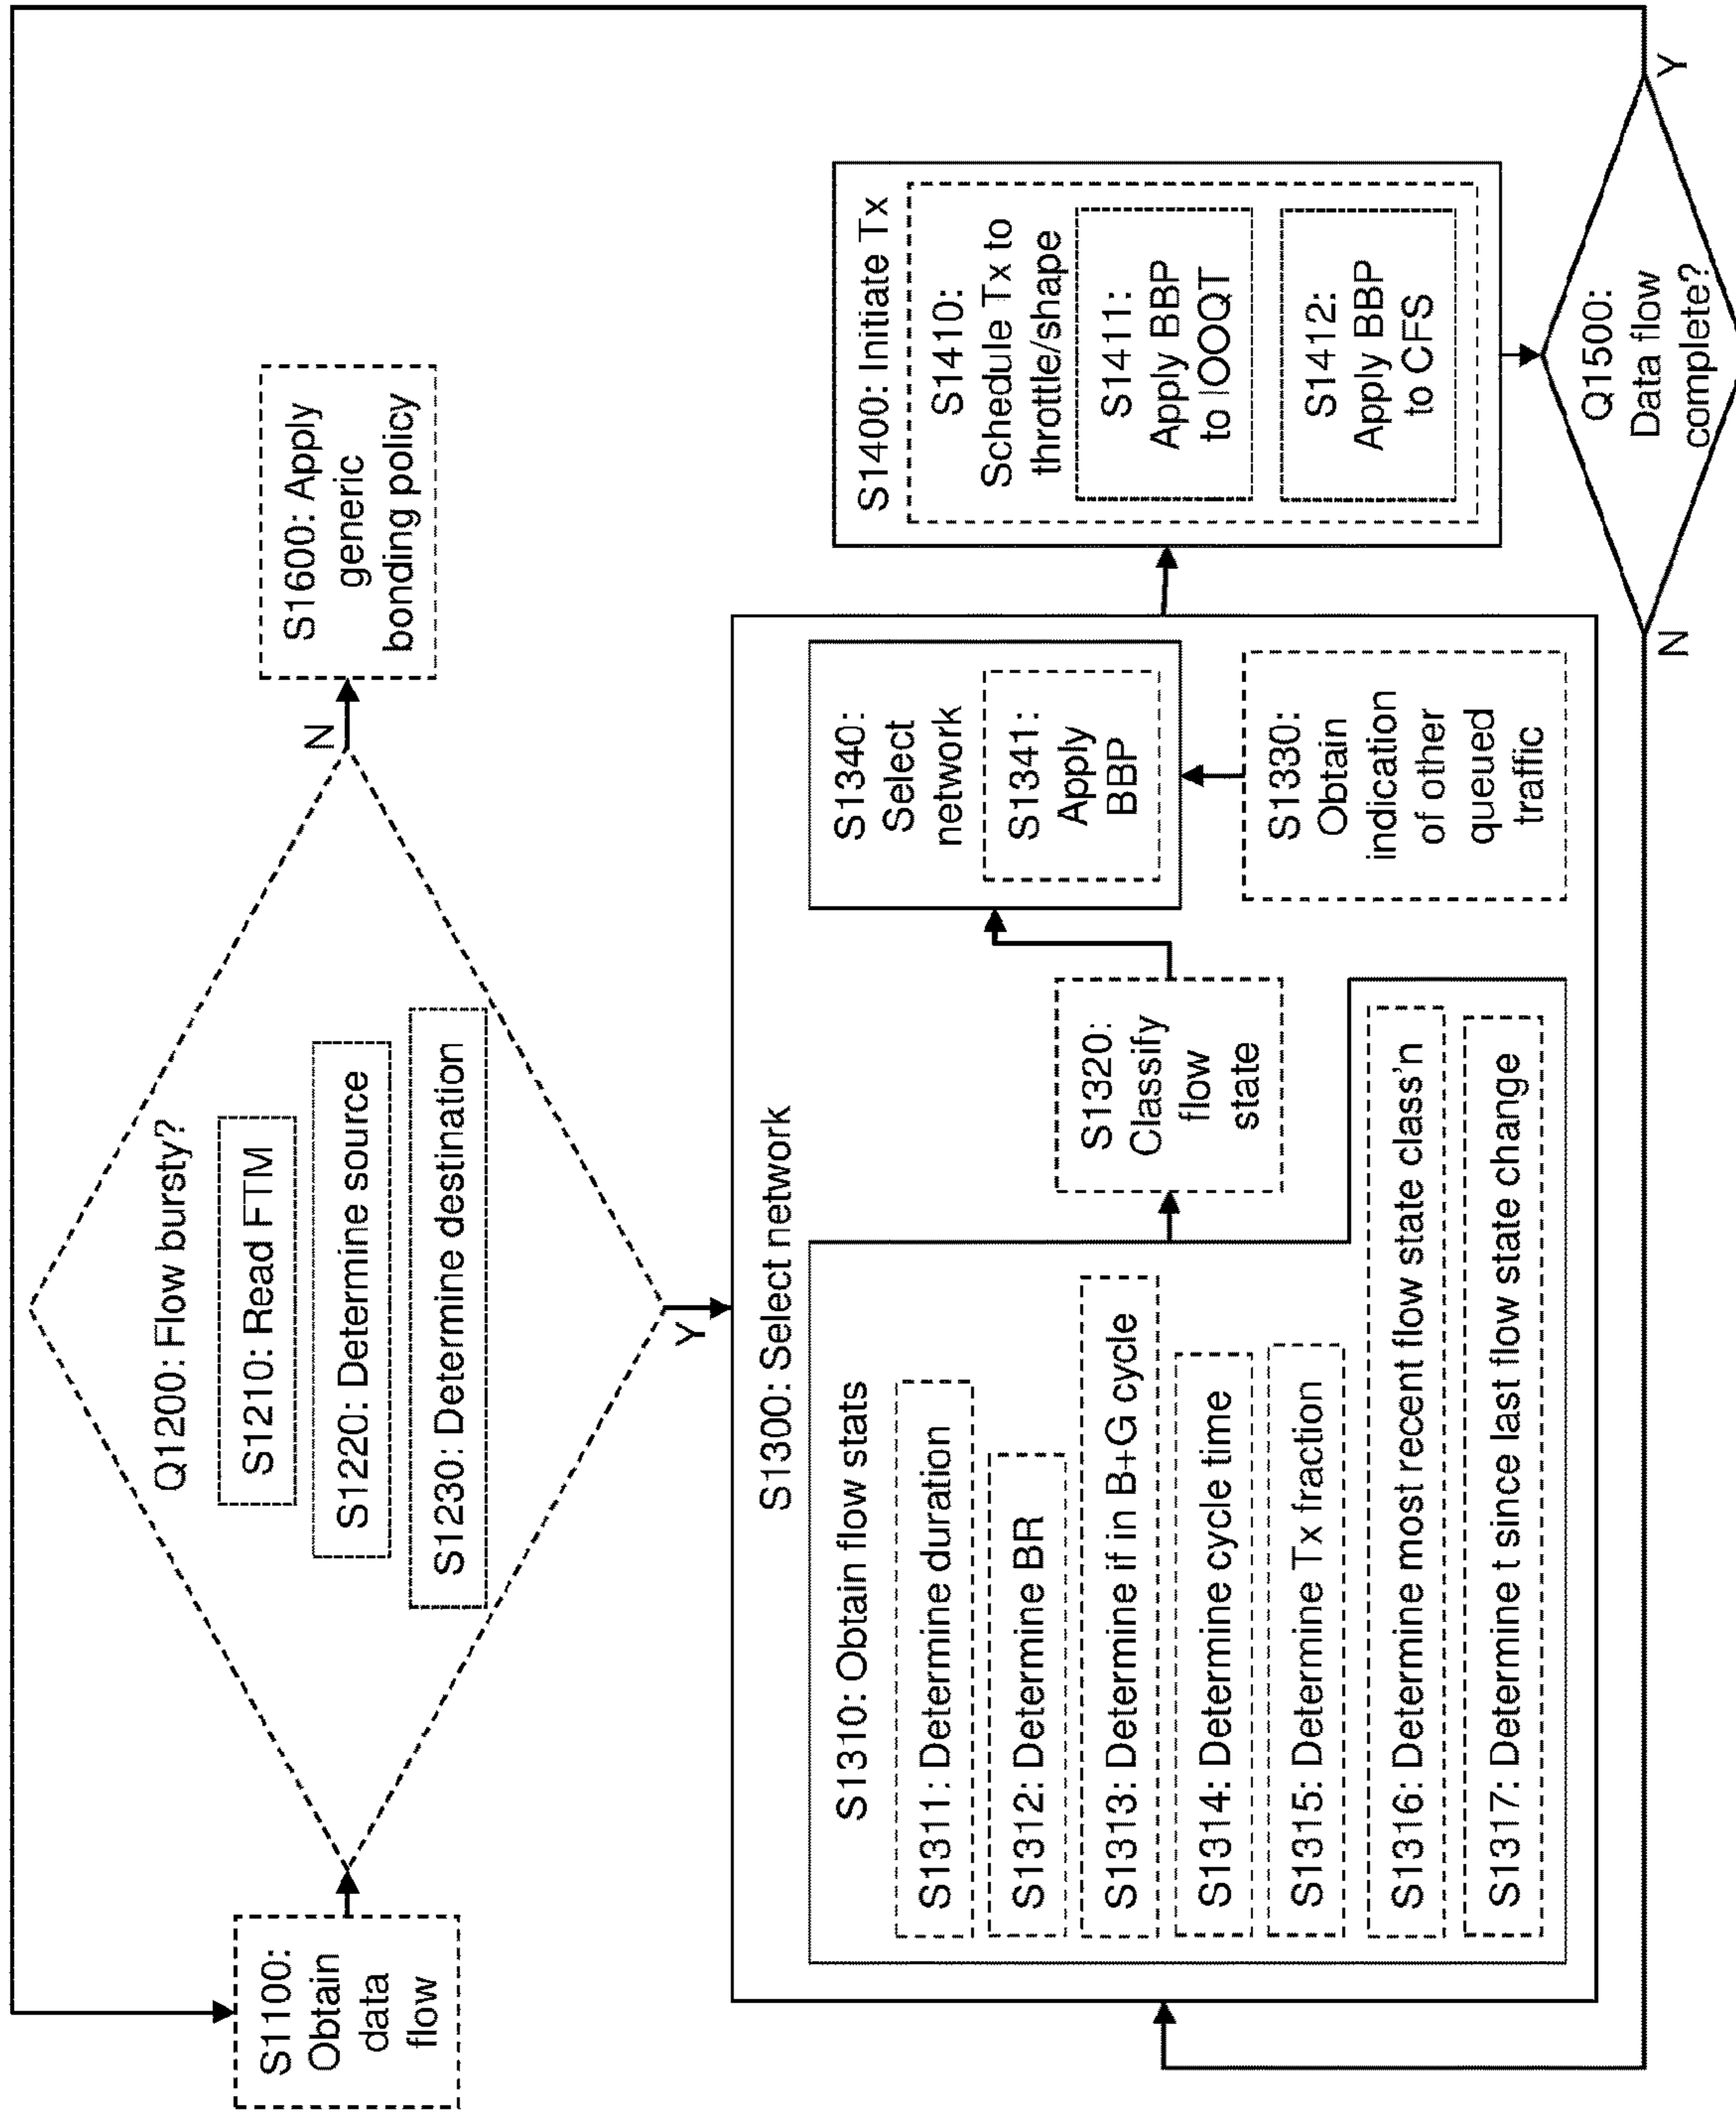 S1100:
Obtain
data
flow
Q1200: Flow bursty?
S1210: Read FTM
S1220: Determine source
S1230: Determine destination
N
S1600: Apply
generic
bonding policy
Y
S1300: Select network
S1310: Obtain flow stats
S1311: Determine duration
S1312: Determine BR
S1313: Determine if in B+G cycle
S1314: Determine cycle time
S1315: Determine Tx fraction
S1316: Determine most recent flow state class'n
S1317: Determine t since last flow state change
S1320:
Classify
flow
state
S1340:
Select
network
S1341:
Apply
BBP
S1330:
Obtain
indication
of other
queued
traffic
S1400: Initiate Tx
S1410:
Schedule Tx to
throttle/shape
S1411:
Apply BBP
to IOOQT
S1412:
Apply BBP
to CFS
Q1500:
Data flow
complete?
N
Y